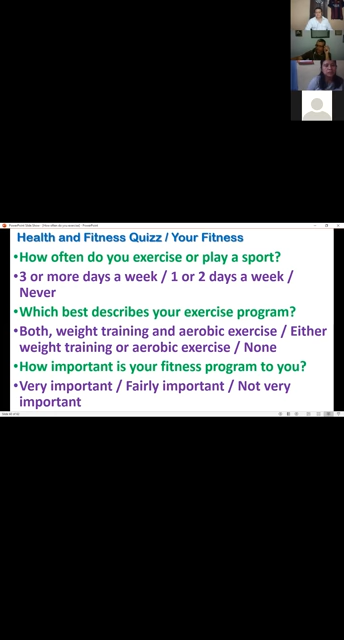 Health and Fitness Quizz / Your Fitness
•How often do you exercise or play a sport?
•3 or more days a week / 1 or 2 days a week /
Never
•Which best describes your exercise program?
•Both, weight training and aerobic exercise / Either
weight training or aerobic exercise / None
•How important is your fitness program to you?
•Very important / Fairly important / Not very
important